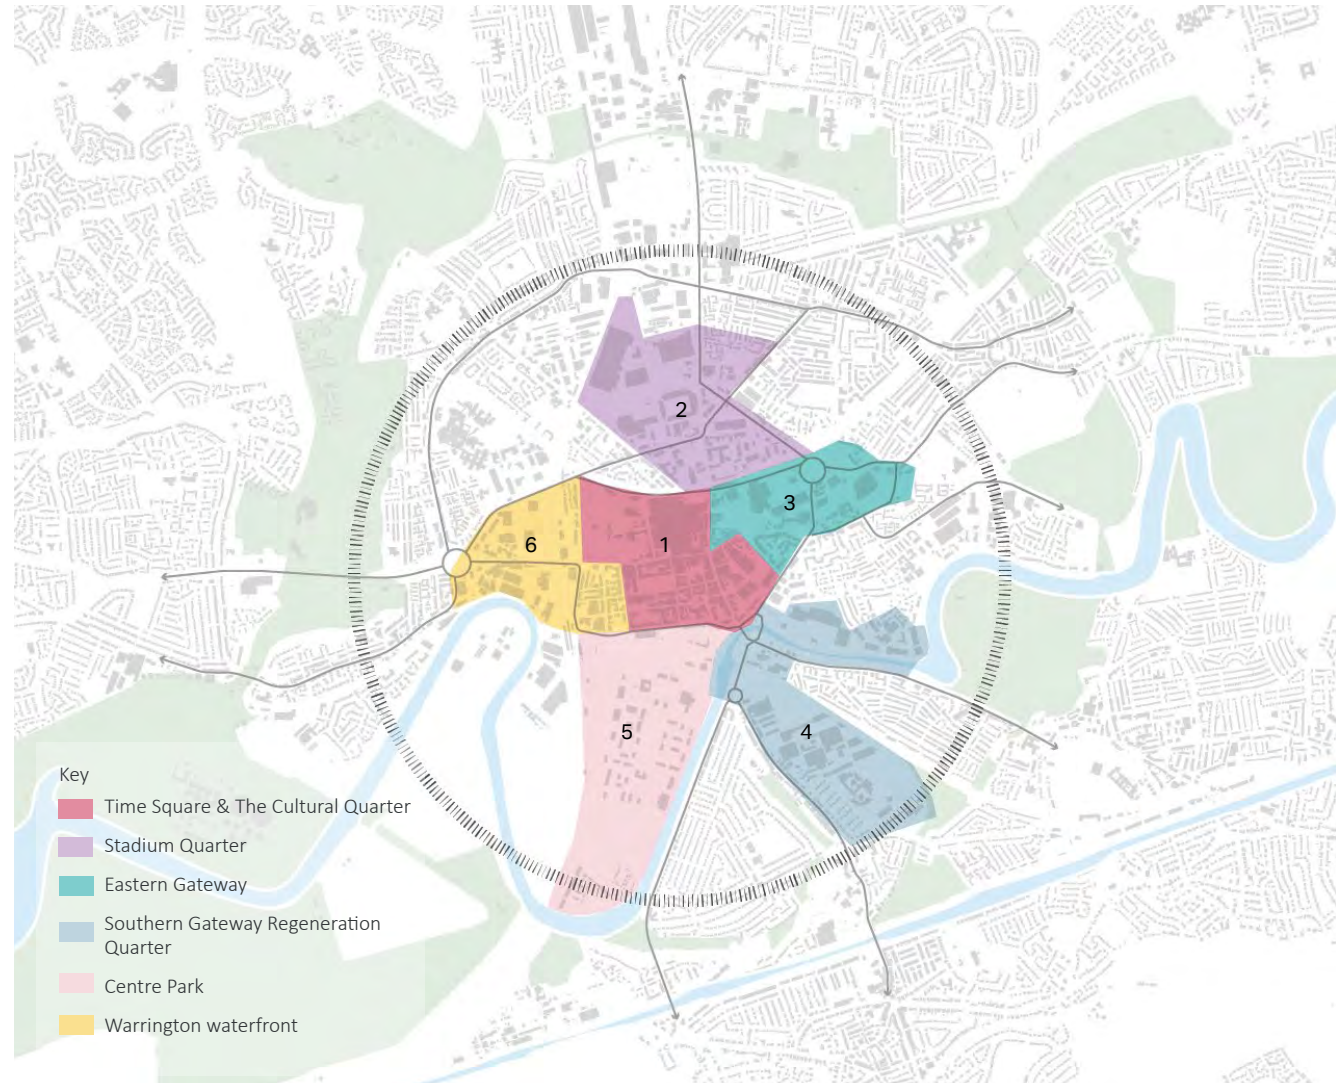 2
3
6
1
5
4
Key
Time Square & The Cultural Quarter
Stadium Quarter
Eastern Gateway
Southern Gateway Regeneration
Quarter
Centre Park
Warrington waterfront